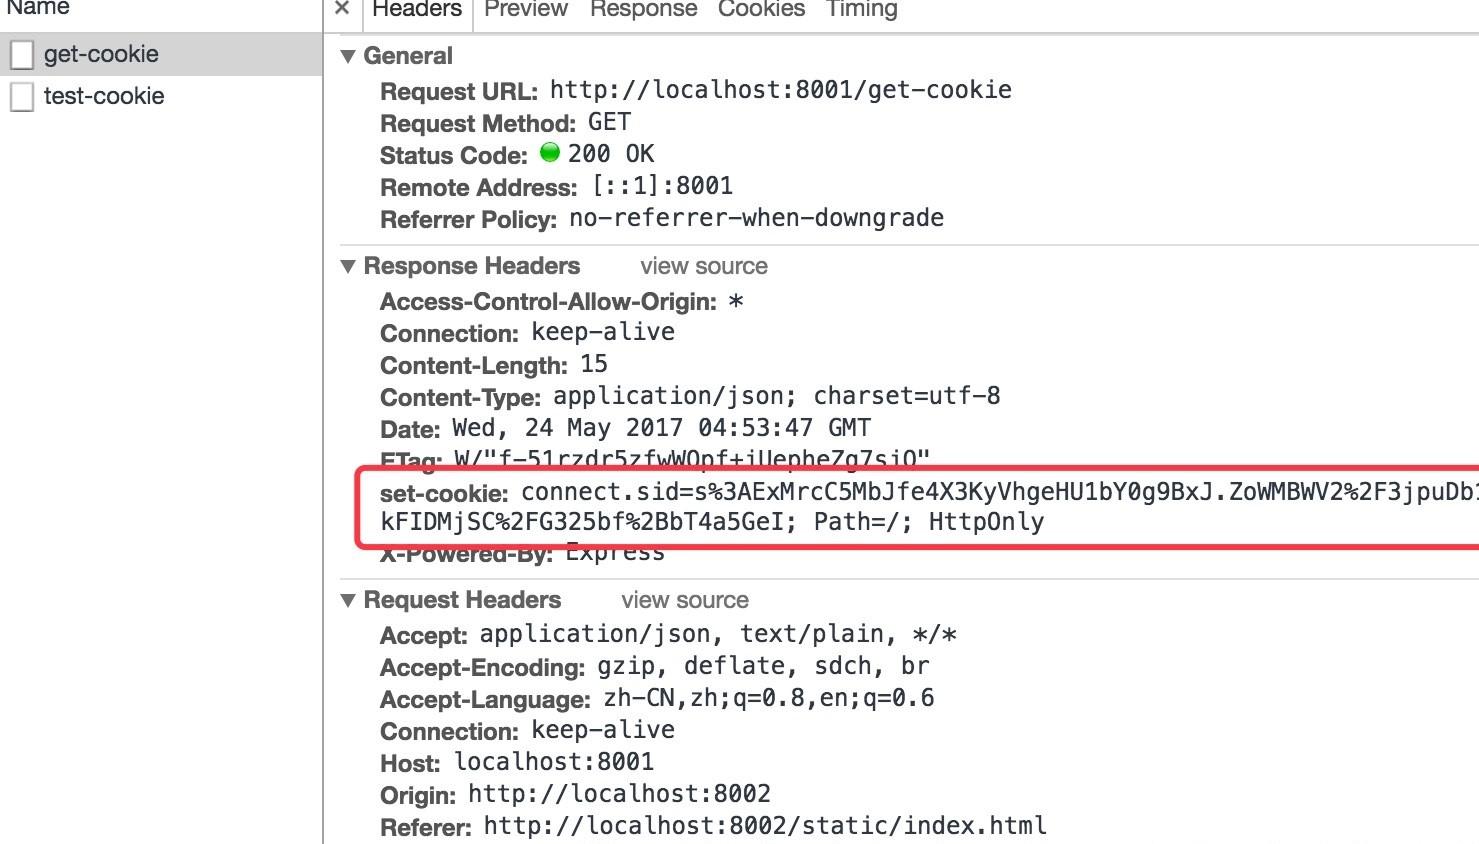 Name
get-cookie
test-cookie
× Headers Preview Response Cookies Timing
▼ General
Request URL: http://localhost:8001/get-cookie
Request Method: GET
Status Code: 200 OK
Remote Address: [::1]:8001
Referrer Policy: no-referrer-when-downgrade
▼ Response Headers view source
Access-Control-Allow-Origin: *
Connection: keep-alive
Content-Length: 15
Content-Type: application/json; charset=utf-8
Date: Wed, 24 May 2017 04:53:47 GMT
ETag:
set-cookie: connect.sid=s%3AExMrcC5MbJfe4X3KyVhgeHU1bY0g9BxJ.ZoWMBWV2%2F3jpuDb1
kFIDMjSC%2FG325bf%2BbT4a5GeI; Path=/; HttpOnly
X-Powered-By: Express
▼ Request Headers view source
Accept: application/json, text/plain, */*
Accept-Encoding: gzip, deflate, sdch, br
Accept-Language: zh-CN,zh;q=0.8,en;q=0.6
Connection: keep-alive
Host: localhost:8001
Origin: http://localhost:8002
Referer: http://localhost:8002/static/index.html